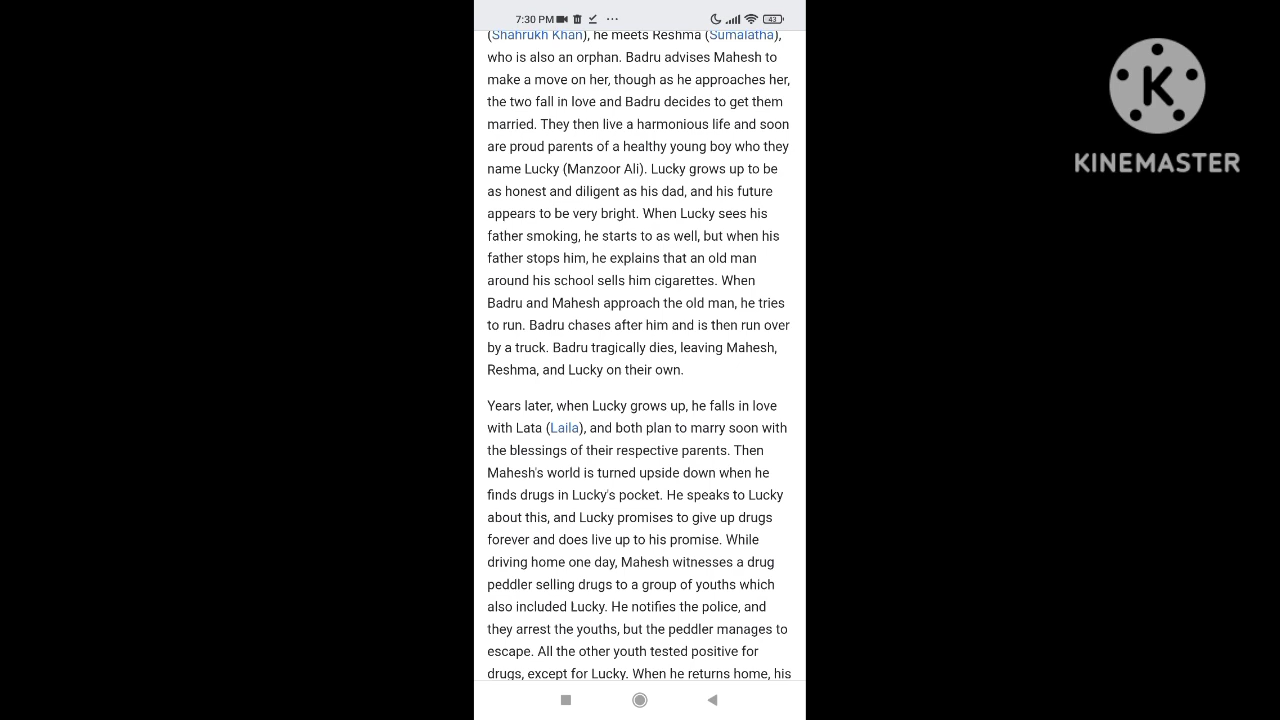 7:30 PM ... 43
(Shahrukh Khan), he meets Reshma (Sumalatha),
who is also an orphan. Badru advises Mahesh to
make a move on her, though as he approaches her,
the two fall in love and Badru decides to get them
married. They then live a harmonious life and soon
are proud parents of a healthy young boy who they
name Lucky (Manzoor Ali). Lucky grows up to be
as honest and diligent as his dad, and his future
appears to be very bright. When Lucky sees his
father smoking, he starts to as well, but when his
father stops him, he explains that an old man
around his school sells him cigarettes. When
Badru and Mahesh approach the old man, he tries
to run. Badru chases after him and is then run over
by a truck. Badru tragically dies, leaving Mahesh,
Reshma, and Lucky on their own.
Years later, when Lucky grows up, he falls in love
with Lata (Laila), and both plan to marry soon with
the blessings of their respective parents. Then
Mahesh's world is turned upside down when he
finds drugs in Lucky's pocket. He speaks to Lucky
about this, and Lucky promises to give up drugs
forever and does live up to his promise. While
driving home one day, Mahesh witnesses a drug
peddler selling drugs to a group of youths which
also included Lucky. He notifies the police, and
they arrest the youths, but the peddler manages to
escape. All the other youth tested positive for
drugs, except for Lucky. When he returns home, his
K
KINEMASTER